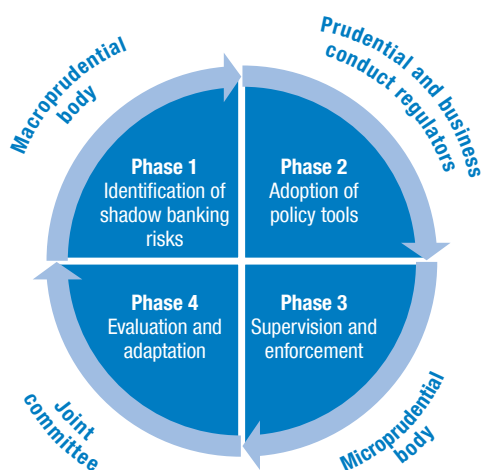 Macroprudential
body
Prudential and business
conduct regulators
Phase 1
Identification of
shadow banking
risks
Phase 2
Adoption of
policy tools
Phase 4
Evaluation and
adaptation
Phase 3
Supervision and
enforcement
Joint
committee
Microprudential
body